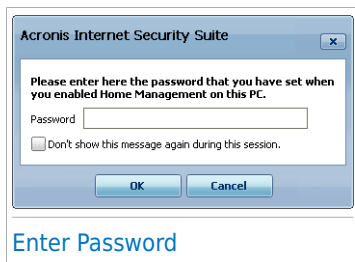 Acronis Internet Security Suite
Please enter here the password that you have set when
you enabled Home Management on this PC.
Password
Don't show this message again during this session.
OK Cancel
Enter Password